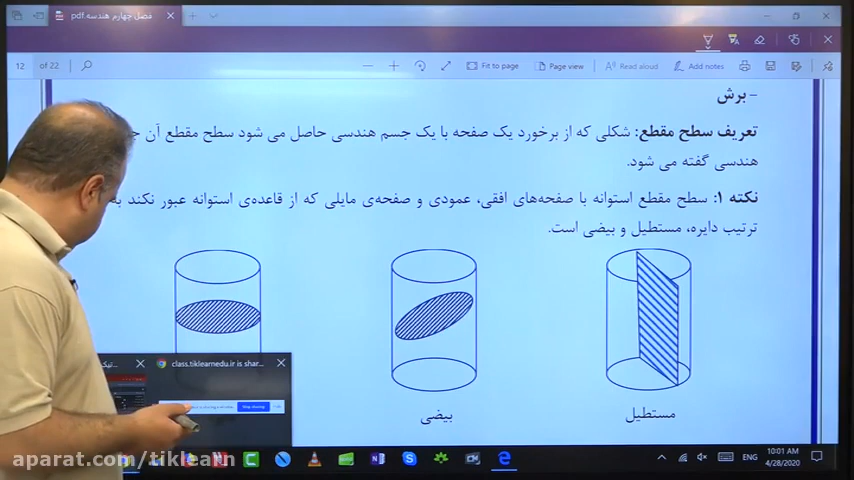 فصل چهارم هندسه.pdf
12 of 22
Fit to page
Page view
Read aloud
Add notes
- برش
تعریف سطح مقطع: شکلی که از برخورد یک صفحه با یک جسم هندسی حاصل می شود سطح مقطع آن
هندسی گفته می شود.
نکته ۱: سطح مقطع استوانه با صفحه‌های افقی، عمودی و صفحه‌ی مایلی که از قاعده‌ی استوانه عبور نکند به
ترتیب دایره، مستطیل و بیضی است.
class.tiklearnedu.ir is shar...
Stop sharing
بیضی
مستطیل
ENG
10:01 AM
4/28/2020
aparat.com/tiklearn